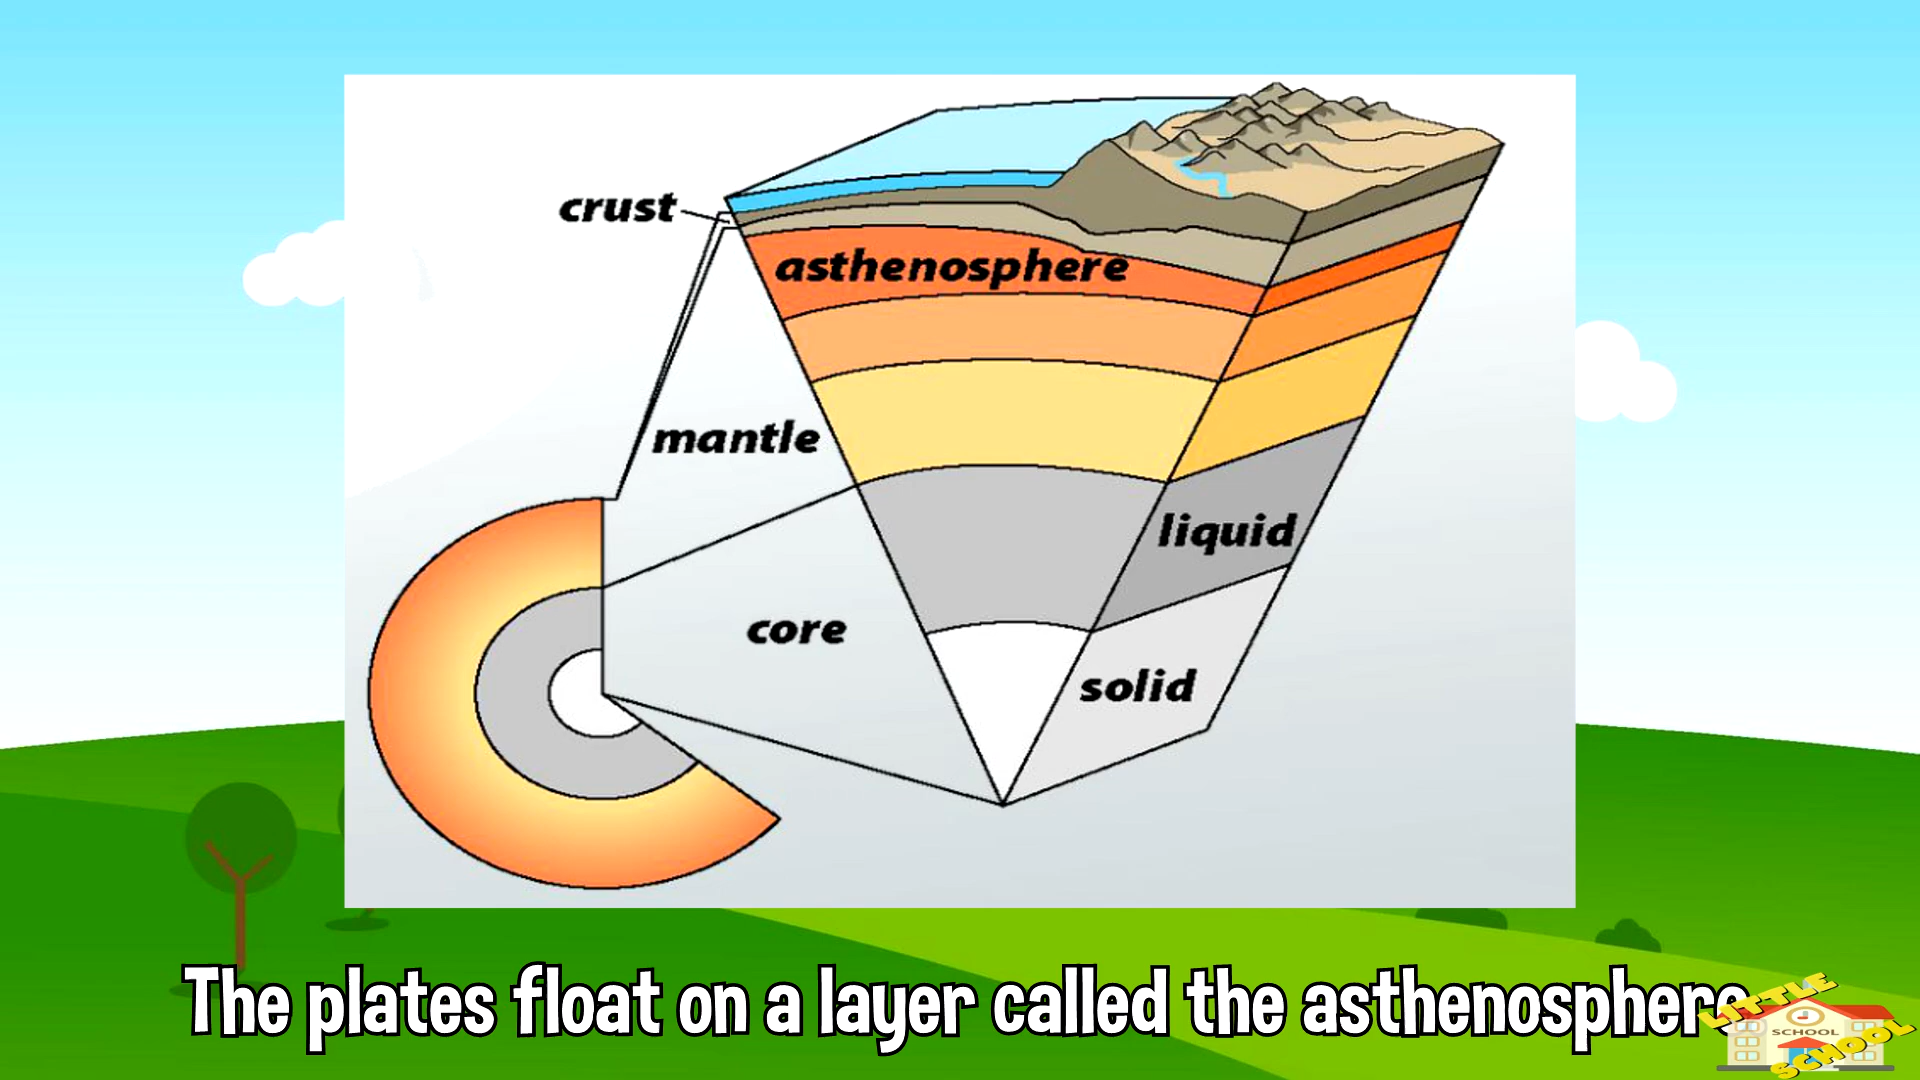 crust
asthenosphere
mantle
liquid
core
solid
The plates float on a layer called the asthenosphere
LITTLE
SCHOOL
SCHOOL